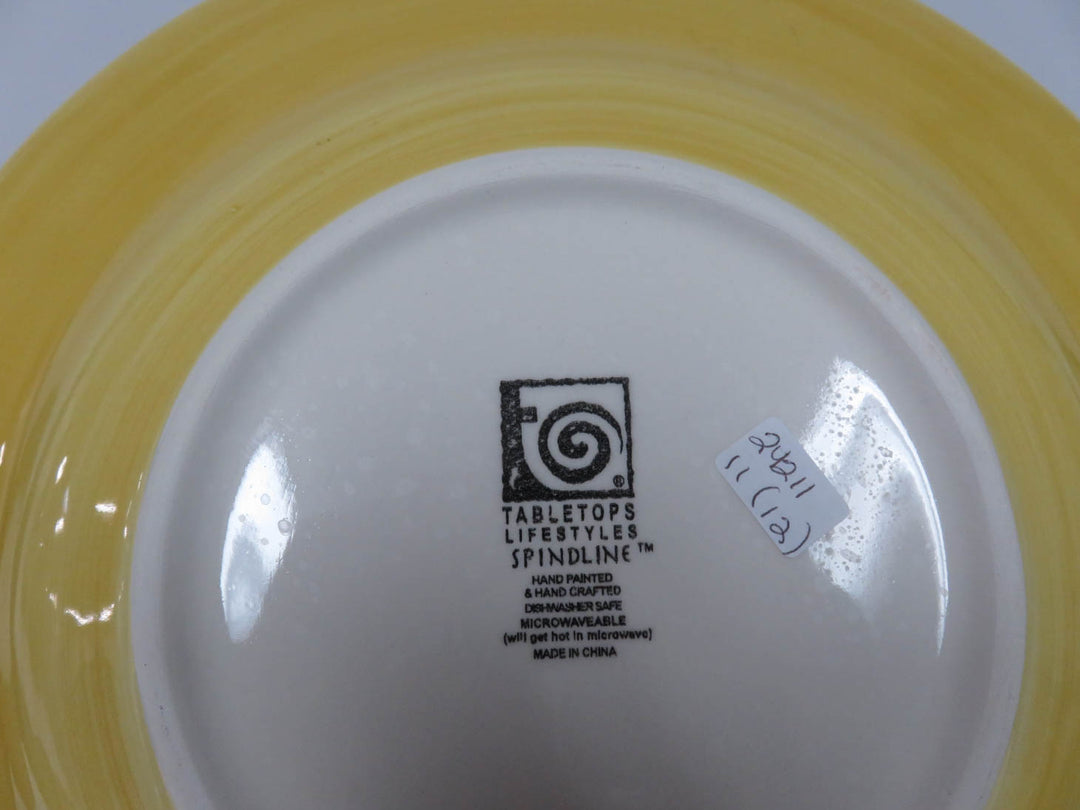 t
®
TABLETOPS
LIFESTYLES
SPINDLINE™
HAND PAINTED
& HAND CRAFTED
DISHWASHER SAFE
MICROWAVEABLE
(will get hot in microwave)
MADE IN CHINA
24211
11 (12)